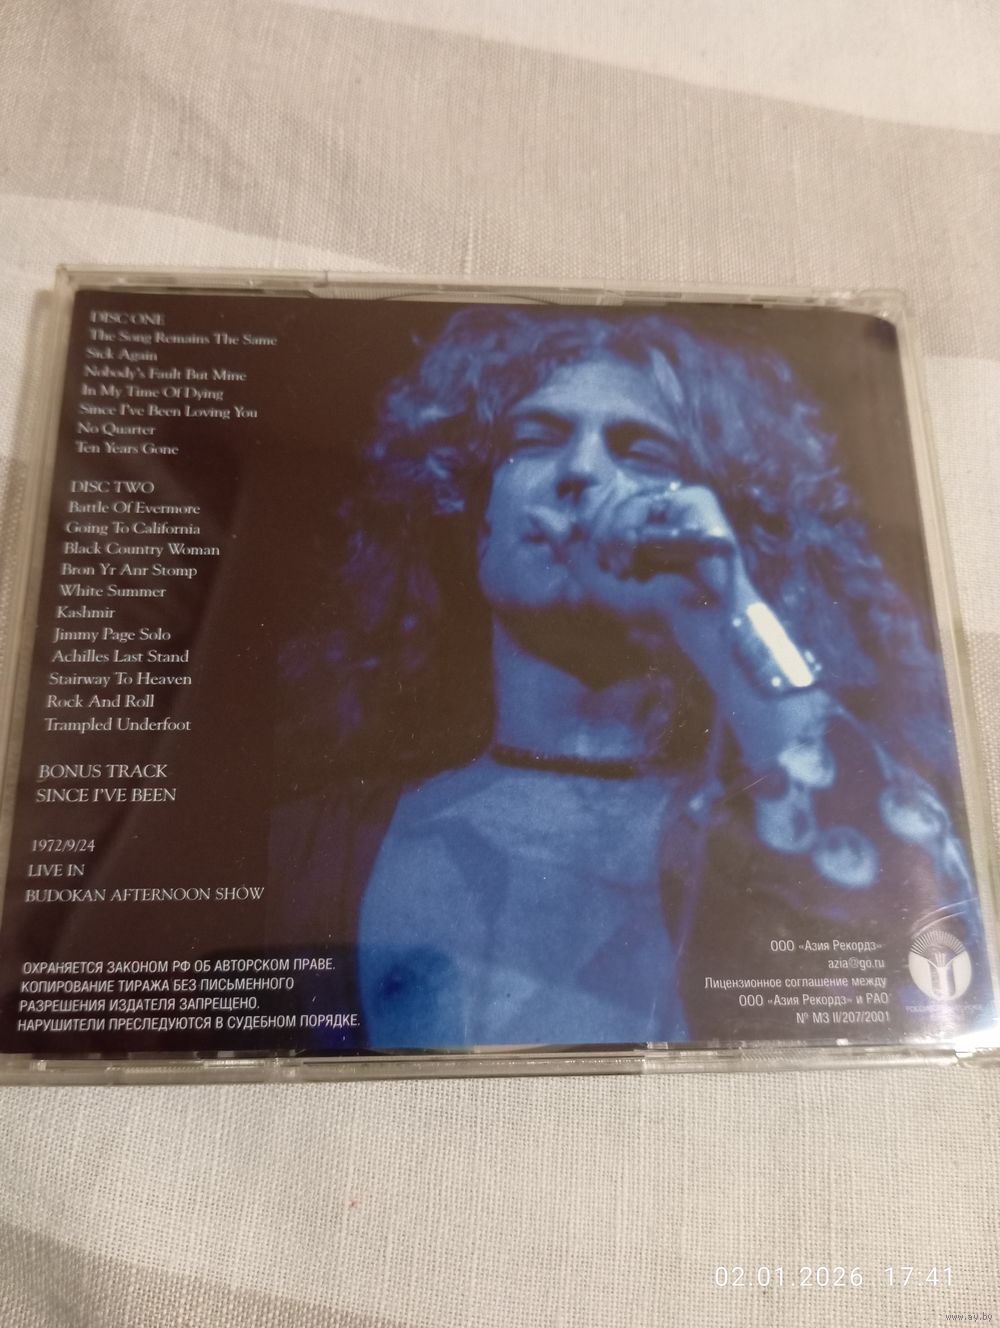 DISC ONE
The Song Remains The Same
Sick Again
Nobody's Fault But Mine
In My Time Of Dying
Since I've Been Loving You
No Quarter
Ten Years Gone
DISC TWO
Battle Of Evermore
Going To California
Black Country Woman
Bron Yr Anr Stomp
White Summer
Kashmir
Jimmy Page Solo
Achilles Last Stand
Stairway To Heaven
Rock And Roll
Trampled Underfoot
BONUS TRACK
SINCE I'VE BEEN
1972/9/24
LIVE IN
BUDOKAN AFTERNOON SHOW
ОХРАНЯЕТСЯ ЗАКОНОМ РФ ОБ АВТОРСКОМ ПРАВЕ.
КОПИРОВАНИЕ ТИРАЖА БЕЗ ПИСЬМЕННОГО
РАЗРЕШЕНИЯ ИЗДАТЕЛЯ ЗАПРЕЩЕНО.
НАРУШИТЕЛИ ПРЕСЛЕДУЮТСЯ В СУДЕБНОМ ПОРЯДКЕ.
ООО «Азия Рекордз»
azia@go.ru
Лицензионное соглашение между
ООО «Азия Рекордз» и РАО
N° МЗ II/207/2001
02.01.2026 17:41
www.ay.by